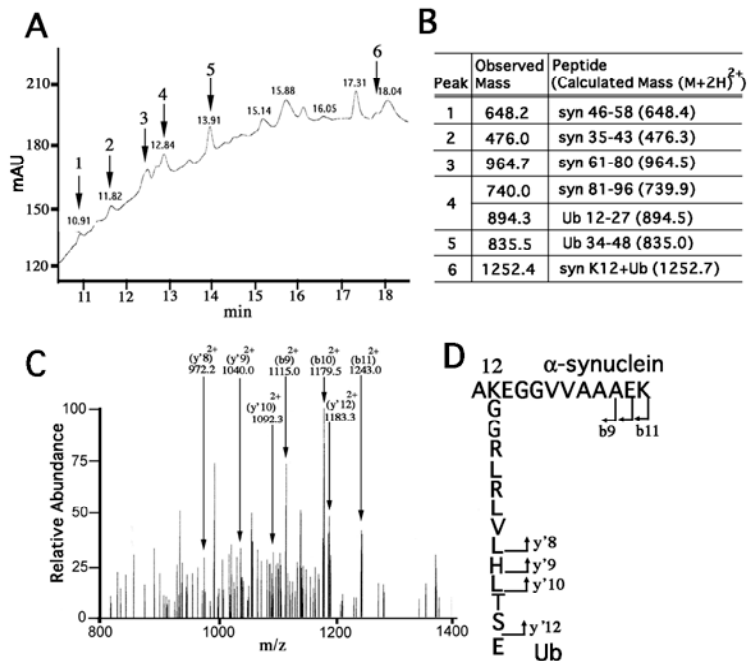 A
6
5
4
3
2
1
210
180
150
120
mAU
10.91
11.82
12.84
13.91
15.14
15.88
16.05
17.31
18.04
11 12 13 14 15 16 17 18
min
B
Peak Observed Mass Peptide (Calculated Mass (M+2H)2+)
1 648.2 syn 46-58 (648.4)
2 476.0 syn 35-43 (476.3)
3 964.7 syn 61-80 (964.5)
4 740.0 syn 81-96 (739.9)
894.3 Ub 12-27 (894.5)
5 835.5 Ub 34-48 (835.0)
6 1252.4 syn K12+Ub (1252.7)
C
(y'8)2+ (y'9)2+ (b9)2+ (b10)2+ (b11)2+
972.2 1040.0 1115.0 1179.5 1243.0
(y'10)2+ (y'12)2+
1092.3 1183.3
100
75
50
25
0
Relative Abundance
800 1000 1200 1400
m/z
D
12 α-synuclein
AKEGGVVAAAEK
b9 b11
G
G
R
L
R
L
V
L y'8
H y'9
L y'10
T
S y'12
E Ub